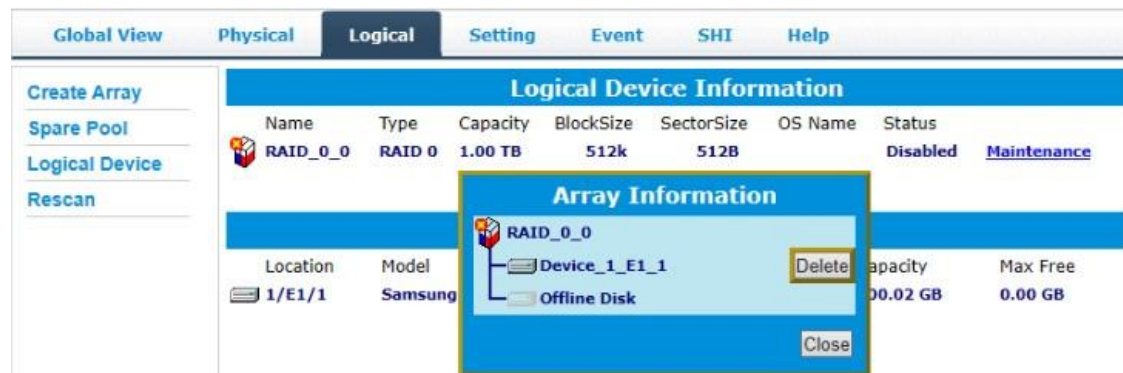 Global View Physical Logical Setting Event SHI Help
Create Array
Spare Pool
Logical Device
Rescan
Logical Device Information
Name Type Capacity BlockSize SectorSize OS Name Status
RAID_0_0 RAID 0 1.00 TB 512k 512B Disabled Maintenance
Array Information
RAID_0_0
Device_1_E1_1 Delete
Offline Disk
Close
Location Model apacity Max Free
1/E1/1 Samsung 00.02 GB 0.00 GB